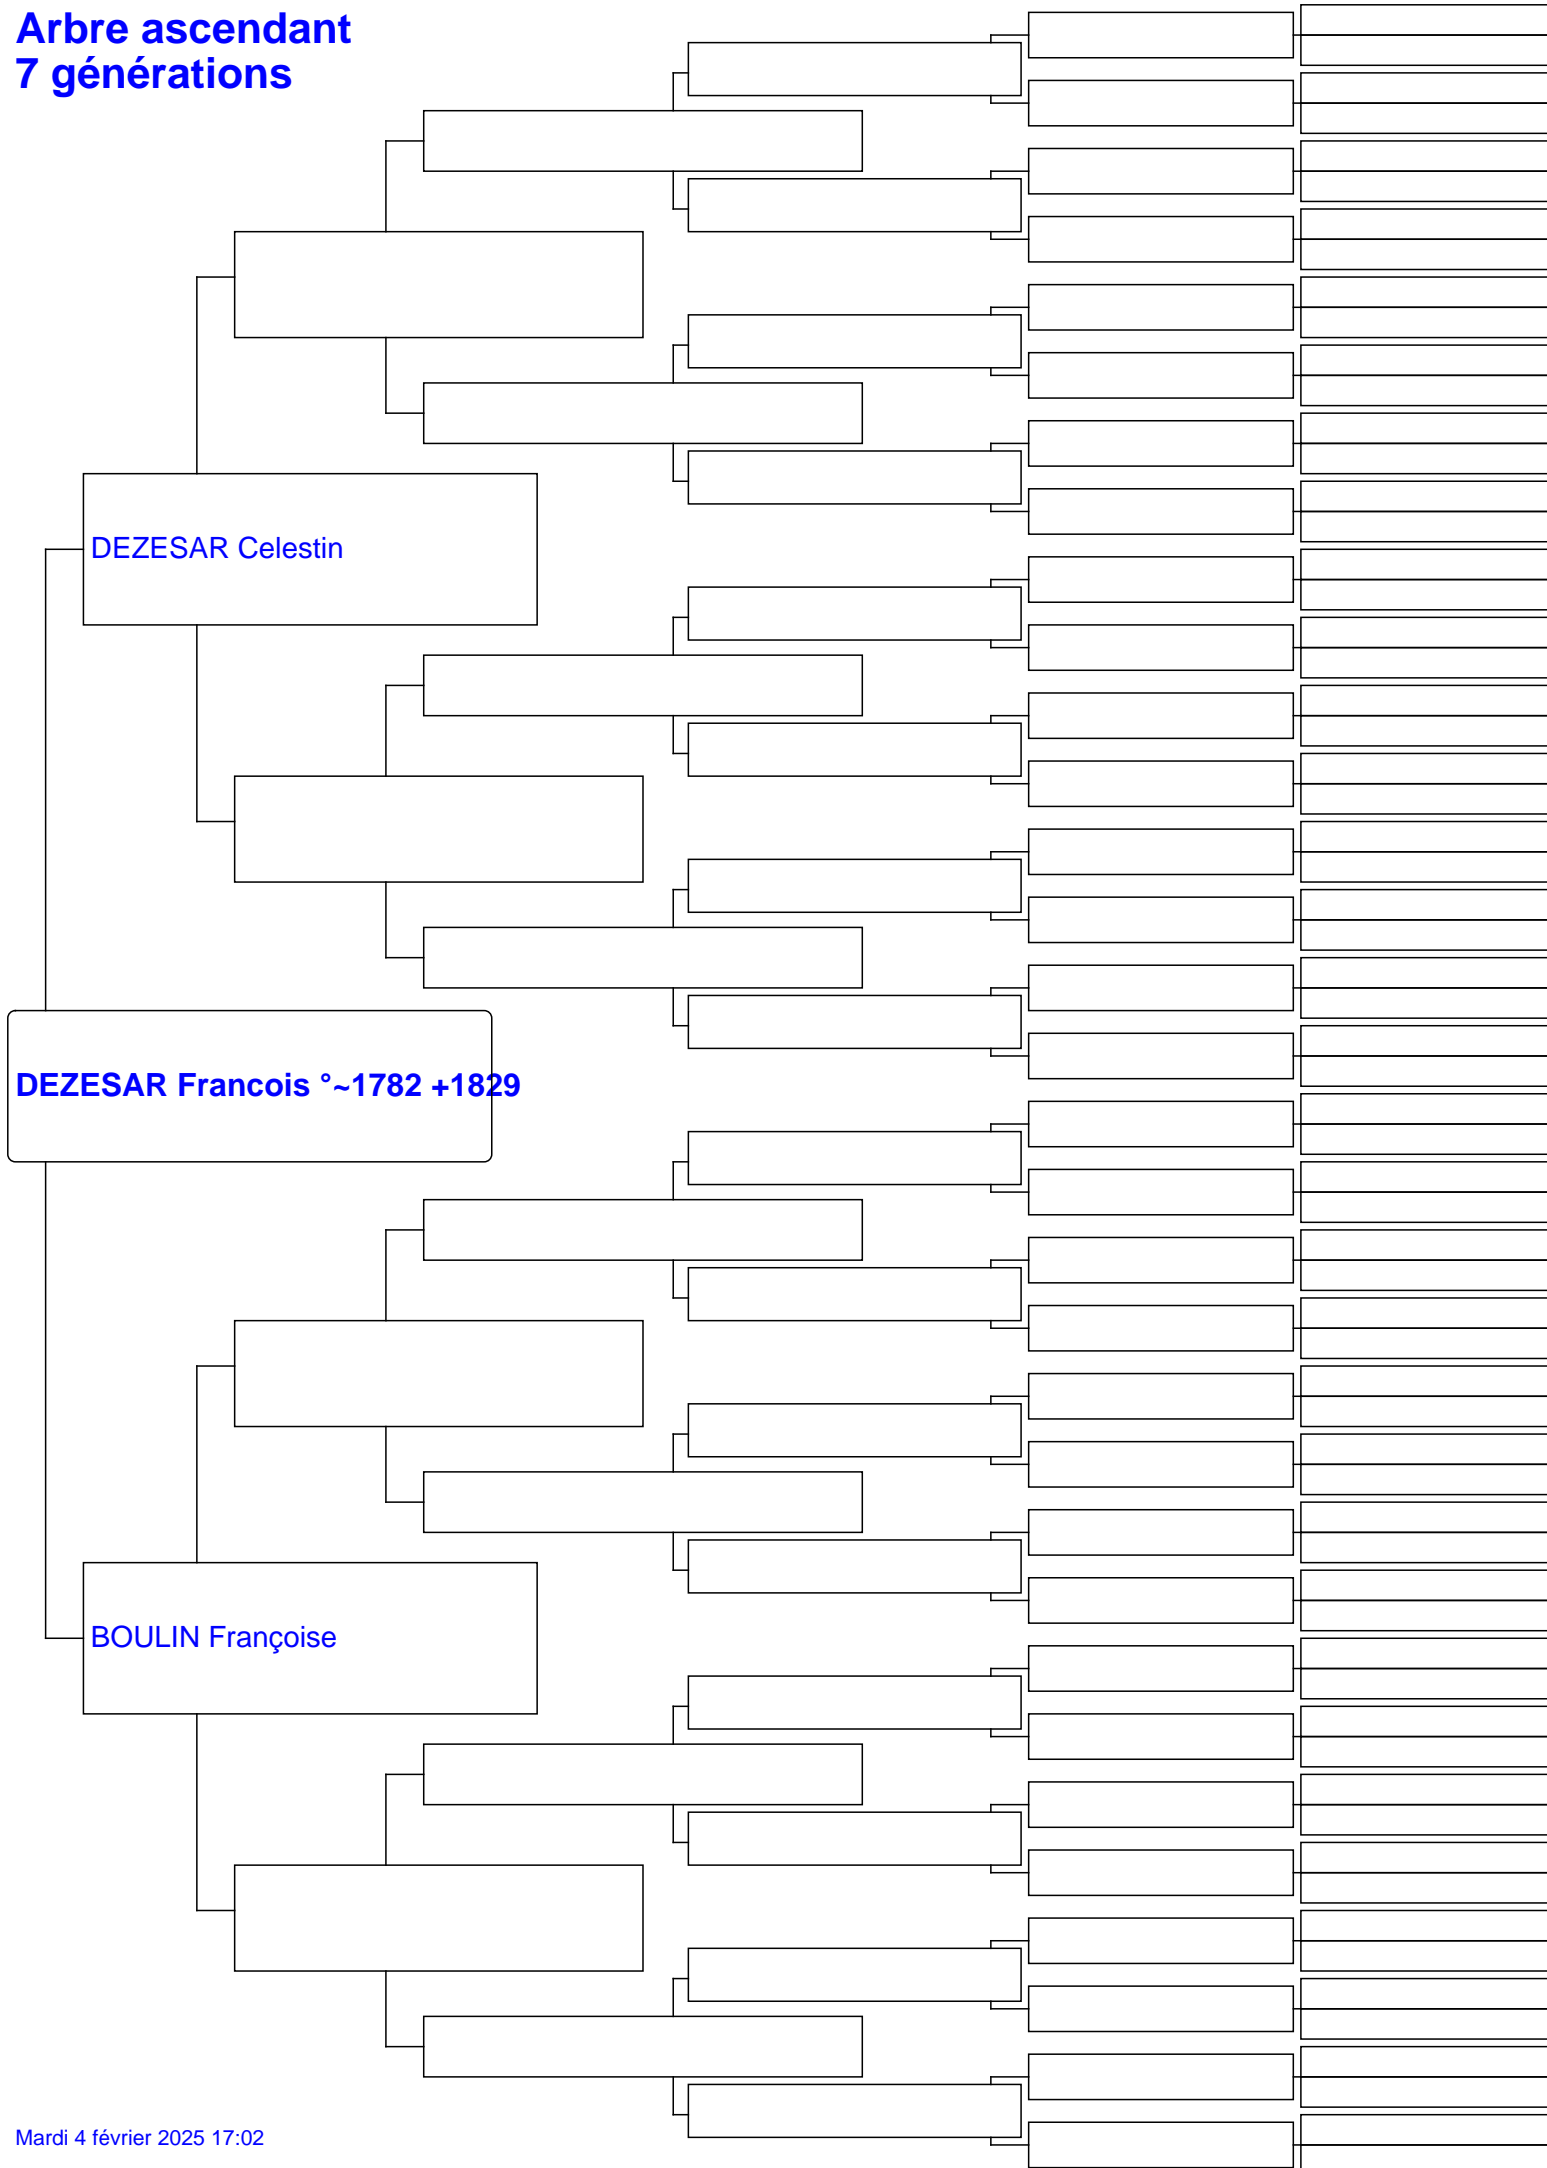 Arbre ascendant
7 générations
DEZESAR Celestin
DEZESAR Francois °~1782 +1829
BOULIN Françoise
Mardi 4 février 2025 17:02